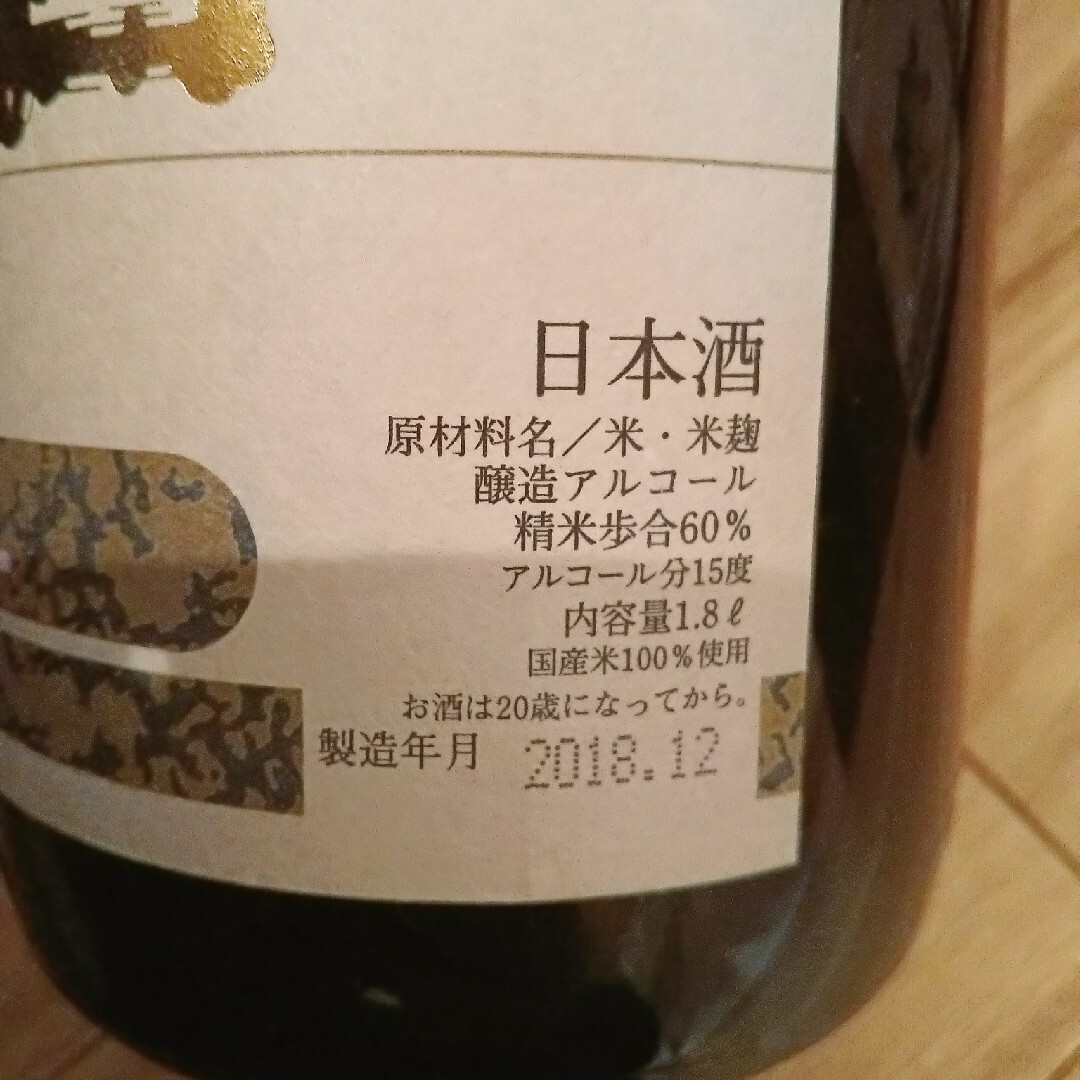 日本酒
原材料名／米・米麹
醸造アルコール
精米歩合60%
アルコール分15度
内容量1.8ℓ
国産米100%使用
お酒は20歳になってから。
製造年月 2018.12